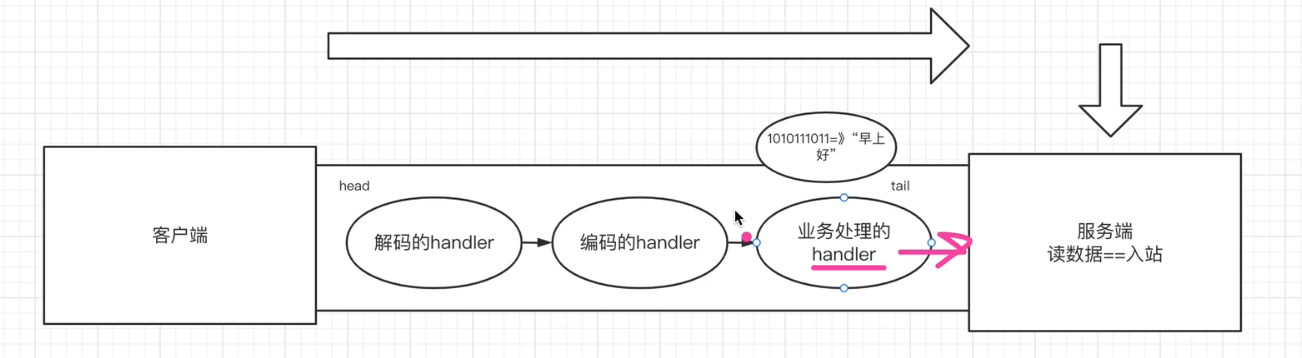 1010111011=》“早上
好”
head
tail
客户端
解码的handler
编码的handler
业务处理的
handler
服务端
读数据==入站